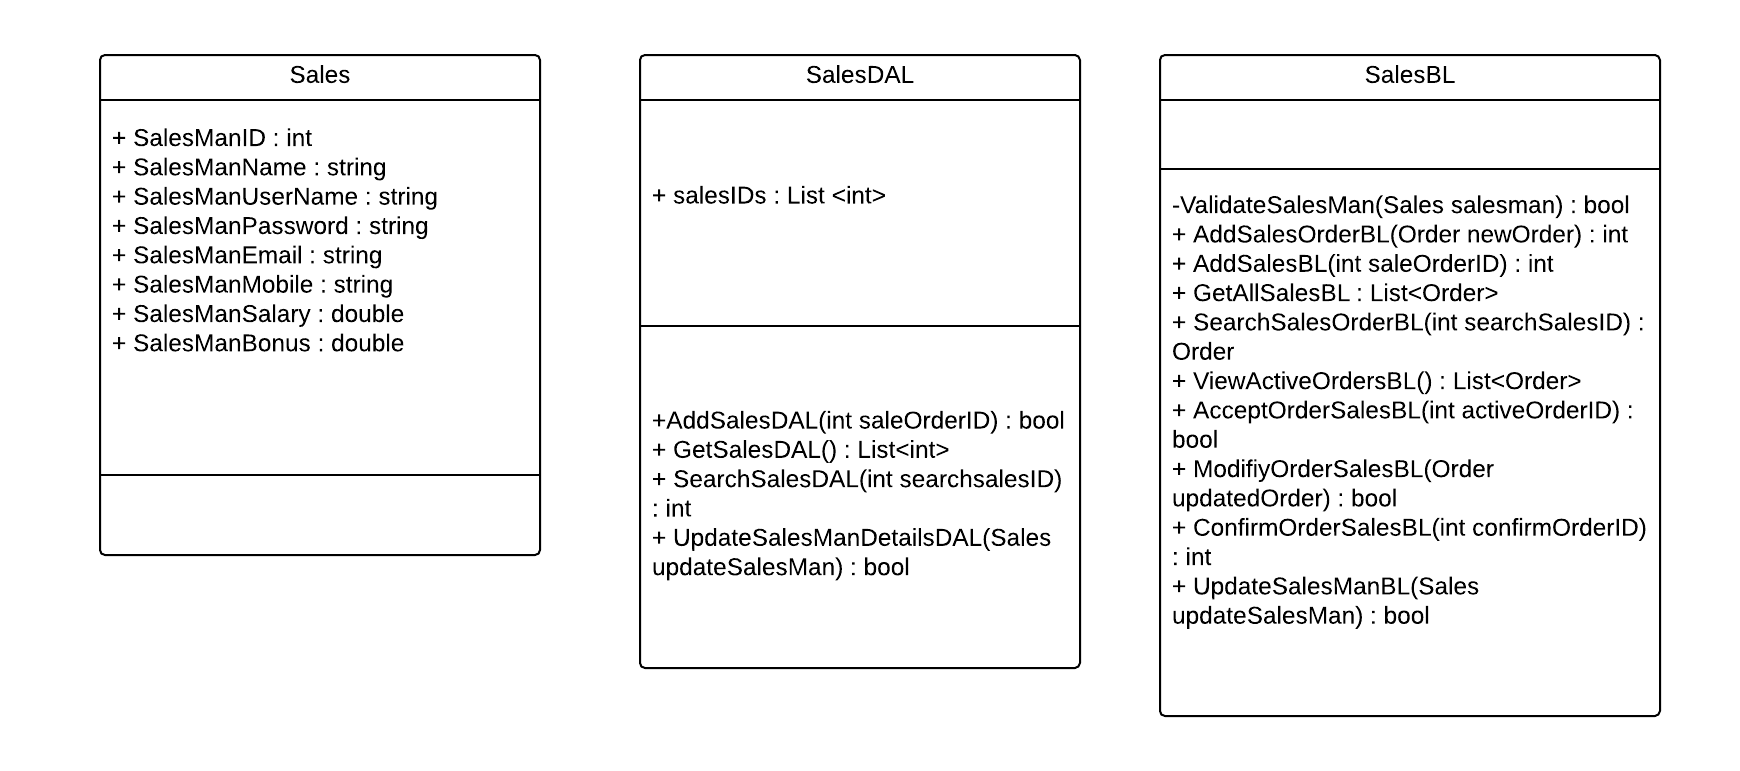 Sales
+ SalesManID : int
+ SalesManName : string
+ SalesManUserName : string
+ SalesManPassword : string
+ SalesManEmail : string
+ SalesManMobile : string
+ SalesManSalary : double
+ SalesManBonus : double
SalesDAL
+ salesIDs : List <int>
+AddSalesDAL(int saleOrderID) : bool
+ GetSalesDAL() : List<int>
+ SearchSalesDAL(int searchsalesID)
: int
+ UpdateSalesManDetailsDAL(Sales
updateSalesMan) : bool
SalesBL
-ValidateSalesMan(Sales salesman) : bool
+ AddSalesOrderBL(Order newOrder) : int
+ AddSalesBL(int saleOrderID) : int
+ GetAllSalesBL : List<Order>
+ SearchSalesOrderBL(int searchSalesID) :
Order
+ ViewActiveOrdersBL() : List<Order>
+ AcceptOrderSalesBL(int activeOrderID) :
bool
+ ModifiyOrderSalesBL(Order
updatedOrder) : bool
+ ConfirmOrderSalesBL(int confirmOrderID)
: int
+ UpdateSalesManBL(Sales
updateSalesMan) : bool